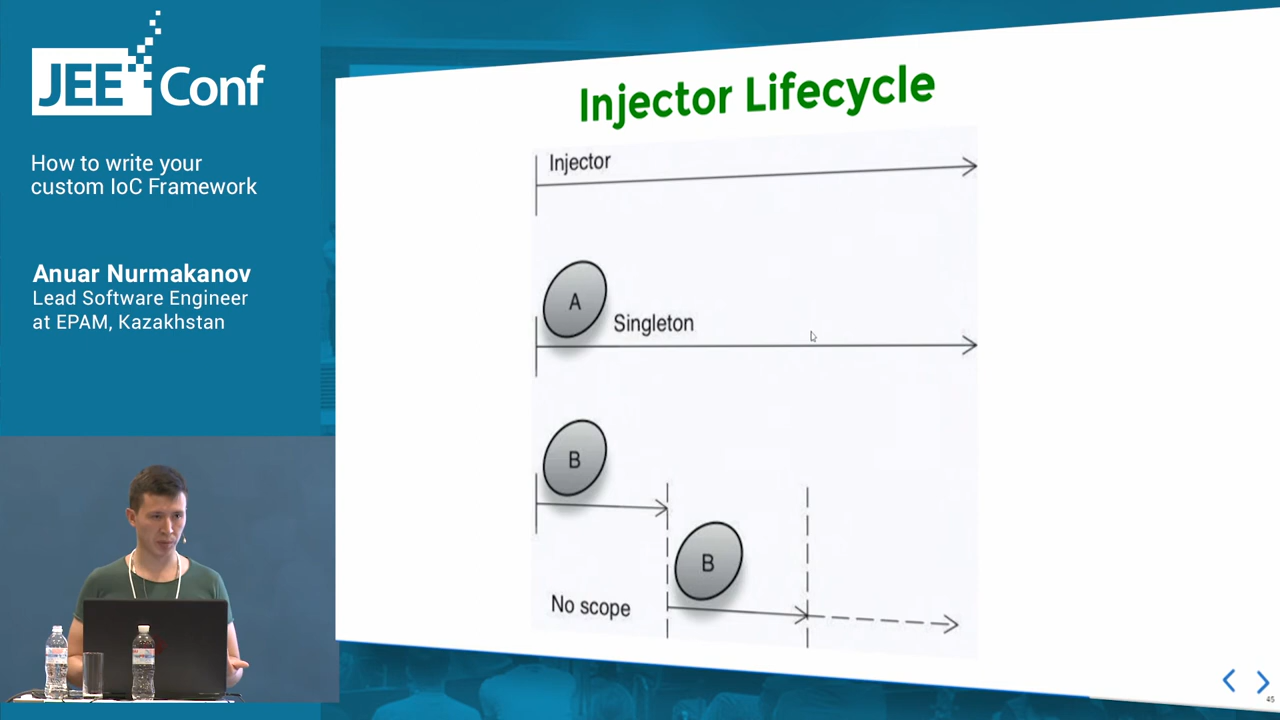 JEE Conf
How to write your
custom IoC Framework
Anuar Nurmakanov
Lead Software Engineer
at EPAM, Kazakhstan
Injector Lifecycle
Injector
A
Singleton
B
B
No scope
45